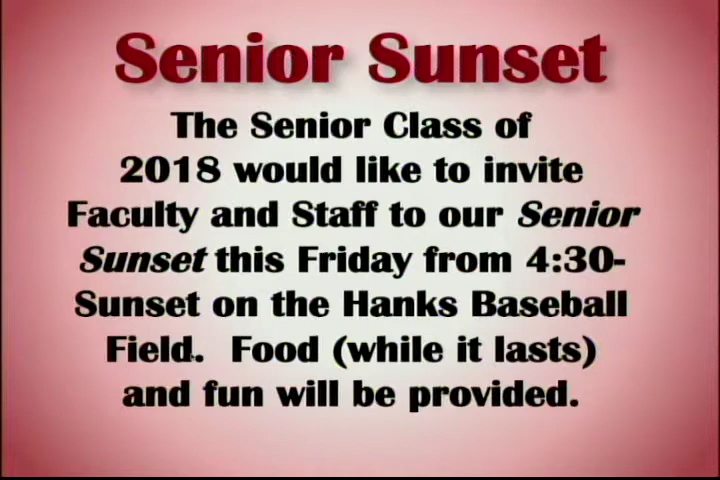 Senior Sunset
The Senior Class of
2018 would like to invite
Faculty and Staff to our Senior
Sunset this Friday from 4:30-
Sunset on the Hanks Baseball
Field.  Food (while it lasts)
and fun will be provided.